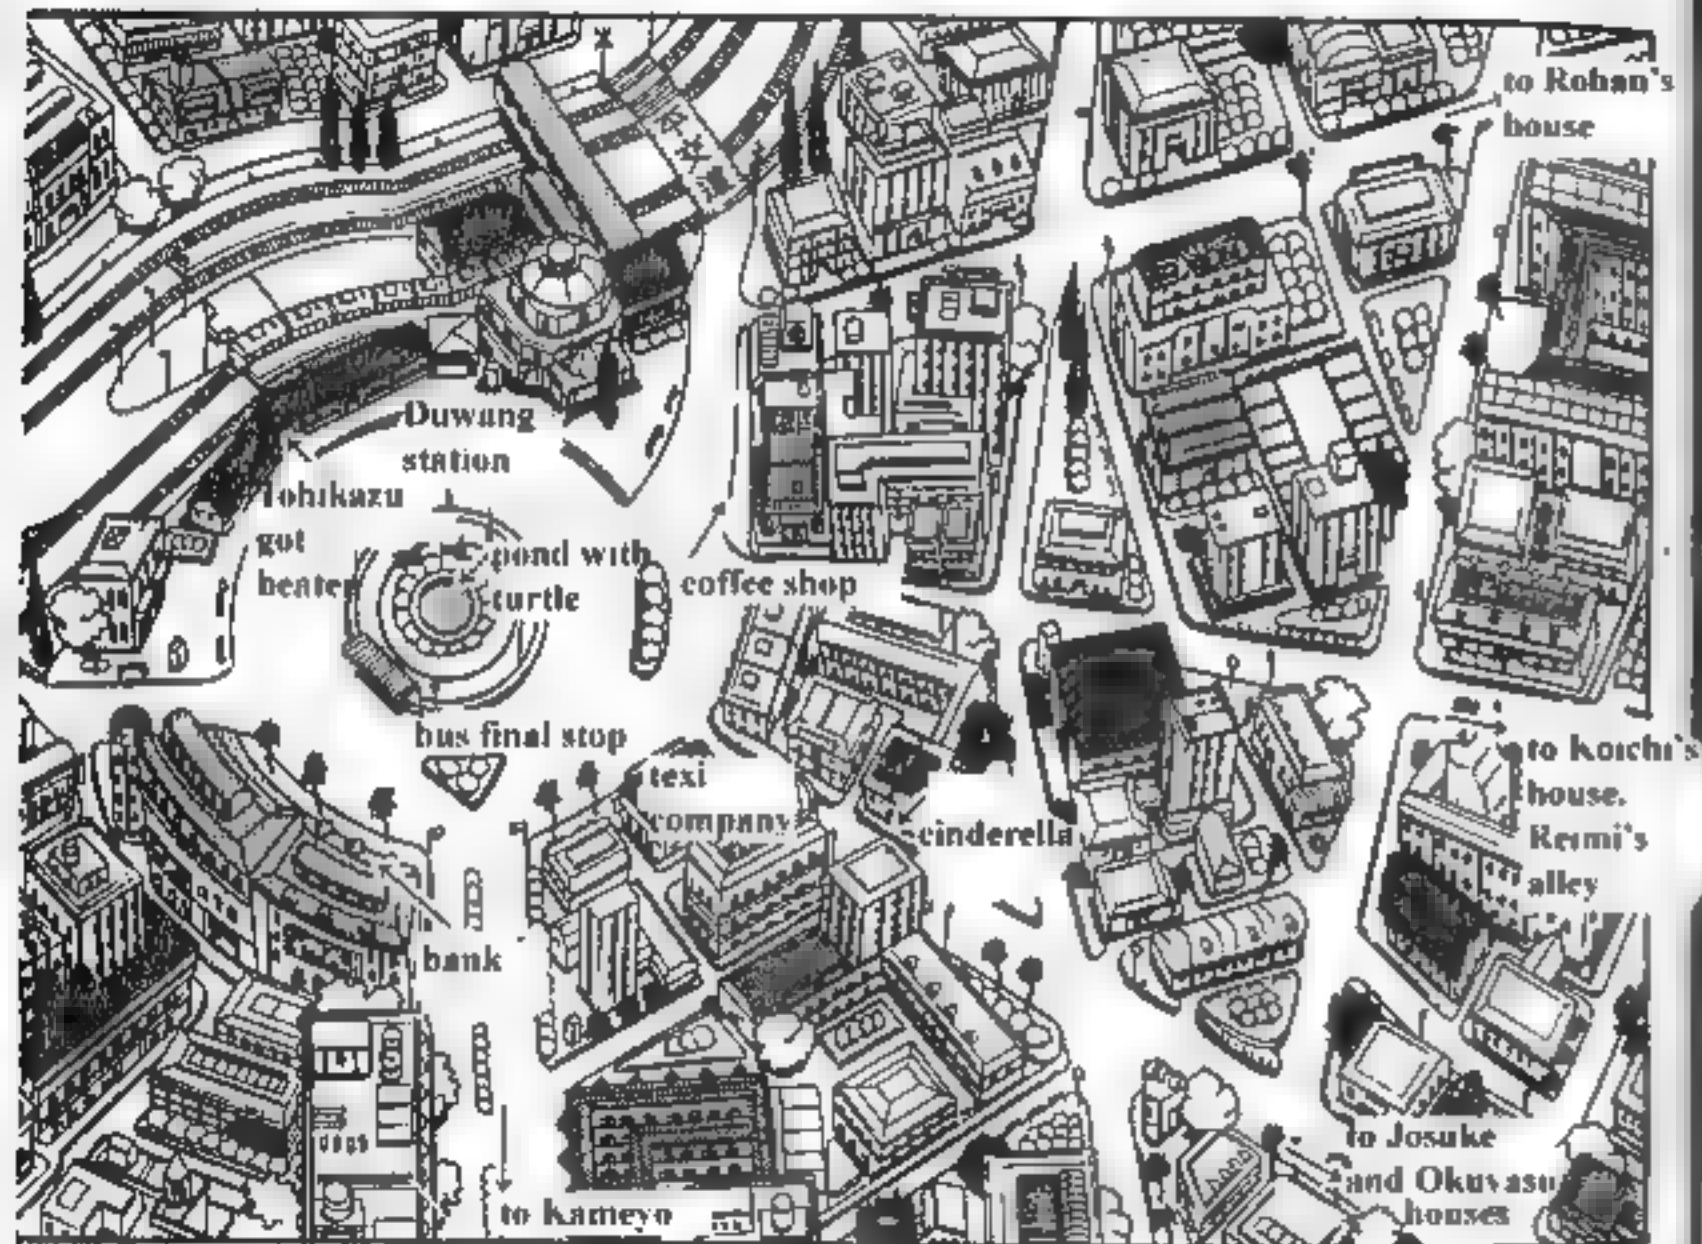 to Rohan's
house
Duwang
station
Tohikazu
got
beaten
pond with
turtle
coffee shop
bus final stop
texi
company
cinderella
to Koichi's
house.
Reimi's
alley
bank
to Josuke
and Okuyasu
houses
to Kameyo